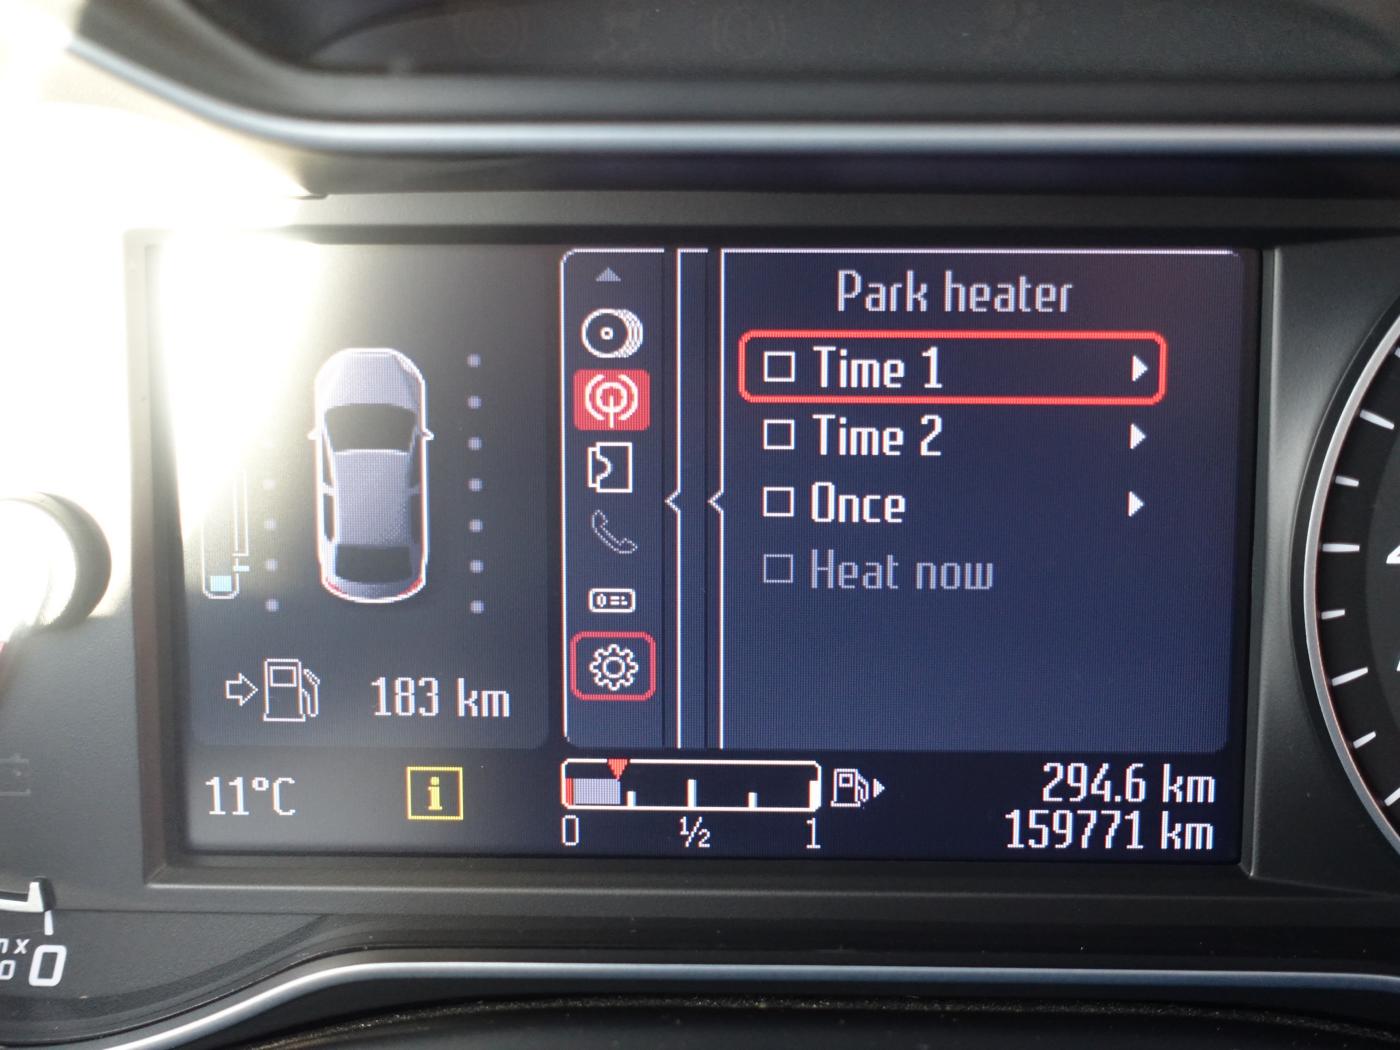 Park heater
Time 1
Time 2
Once
Heat now
183 km
11°C
i
0 ½ 1
294.6 km
159771 km
0